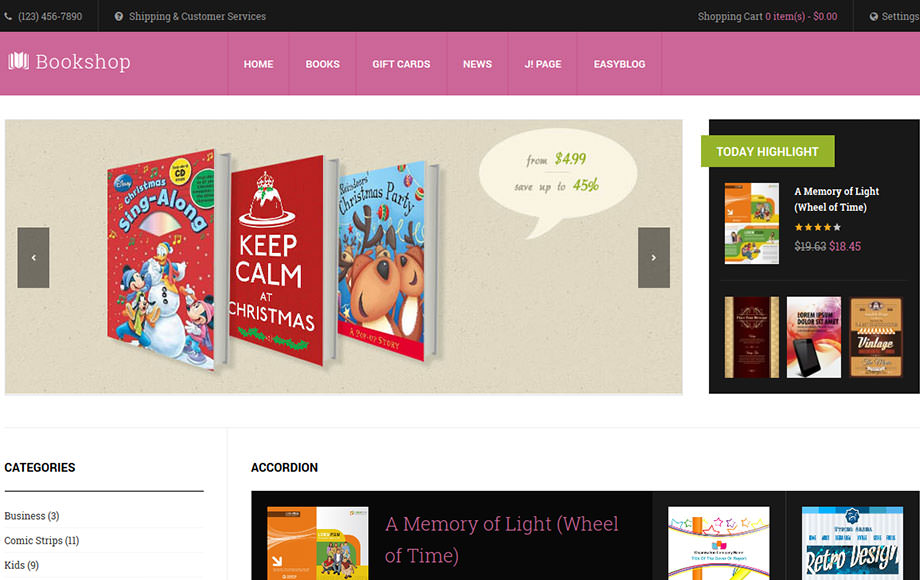 (123) 456-7890
Shipping & Customer Services
Shopping Cart 0 item(s) - $0.00
Settings
Bookshop
HOME
BOOKS
GIFT CARDS
NEWS
J! PAGE
EASYBLOG
Disney
Christmas
Sing-Along
CD
KEEP
CALM
AT
CHRISTMAS
Reindeers'
Christmas Party
A POP-UP STORY
from $4.99
save up to 45%
‹
›
TODAY HIGHLIGHT
A Memory of Light
(Wheel of Time)
$19.63 $18.45
LOREM IPSUM
DOLOR SIT AMET
Vintage
CATEGORIES
Business (3)
Comic Strips (11)
Kids (9)
ACCORDION
A Memory of Light (Wheel
of Time)
Retro Design